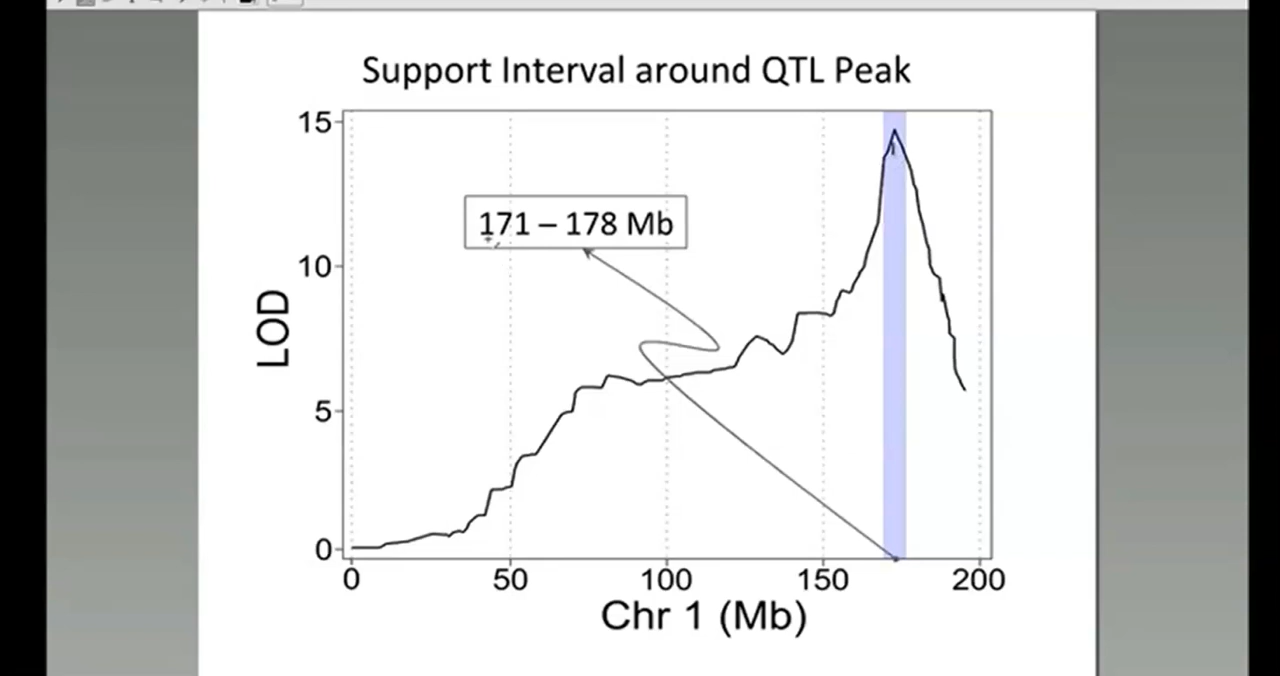 Support Interval around QTL Peak
15
171 – 178 Mb
10
LOD
5
0
0 50 100 150 200
Chr 1 (Mb)